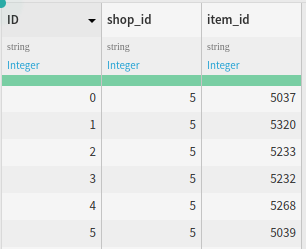 ID shop_id item_id
string string string
Integer Integer Integer
0 5 5037
1 5 5320
2 5 5233
3 5 5232
4 5 5268
5 5 5039